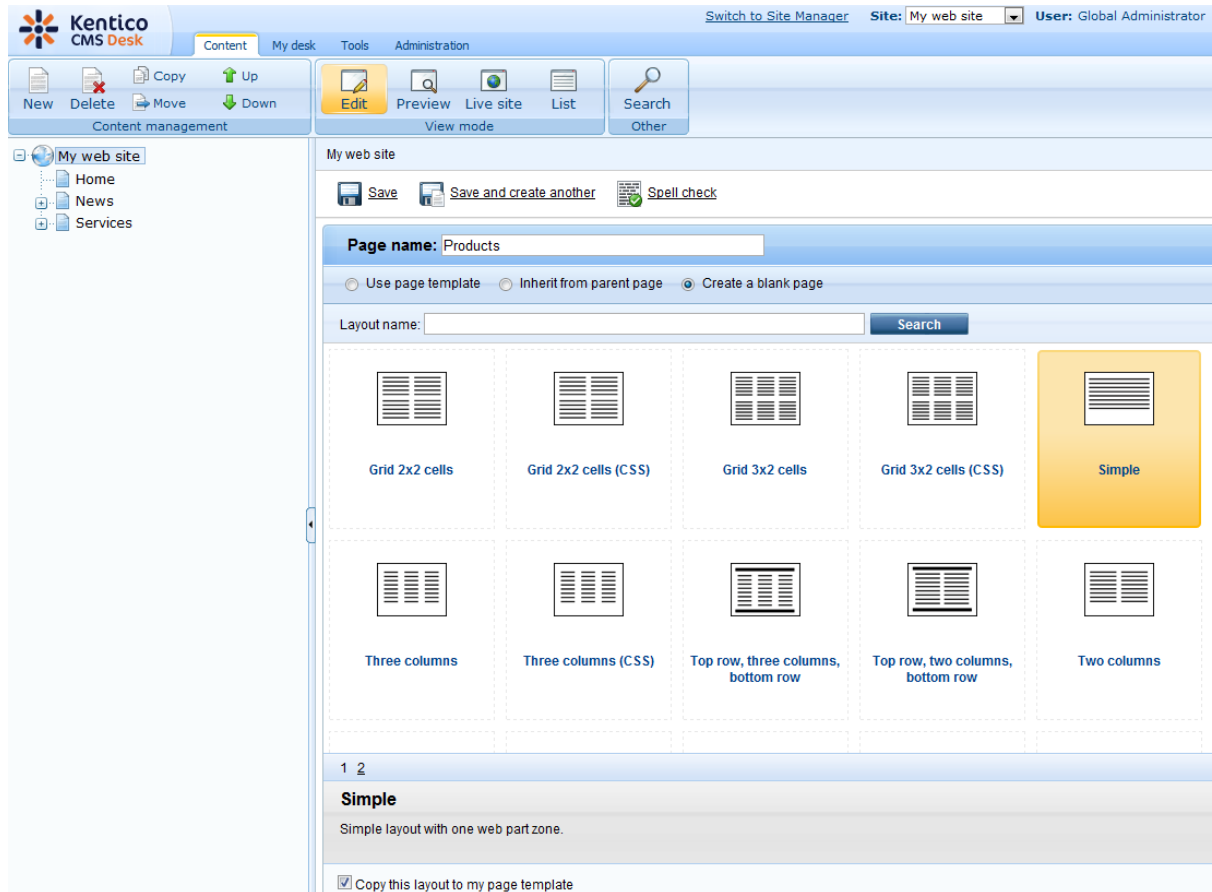 Kentico
CMS Desk
Switch to Site Manager Site: My web site User: Global Administrator
Content My desk Tools Administration
New Delete Copy Move Up Down
Content management
Edit Preview Live site List
View mode
Search
Other
My web site
Home
News
Services
My web site
Save Save and create another Spell check
Page name: Products
Use page template Inherit from parent page Create a blank page
Layout name: Search
Grid 2x2 cells Grid 2x2 cells (CSS) Grid 3x2 cells Grid 3x2 cells (CSS) Simple
Three columns Three columns (CSS) Top row, three columns, bottom row Top row, two columns, bottom row Two columns
1 2
Simple
Simple layout with one web part zone.
Copy this layout to my page template